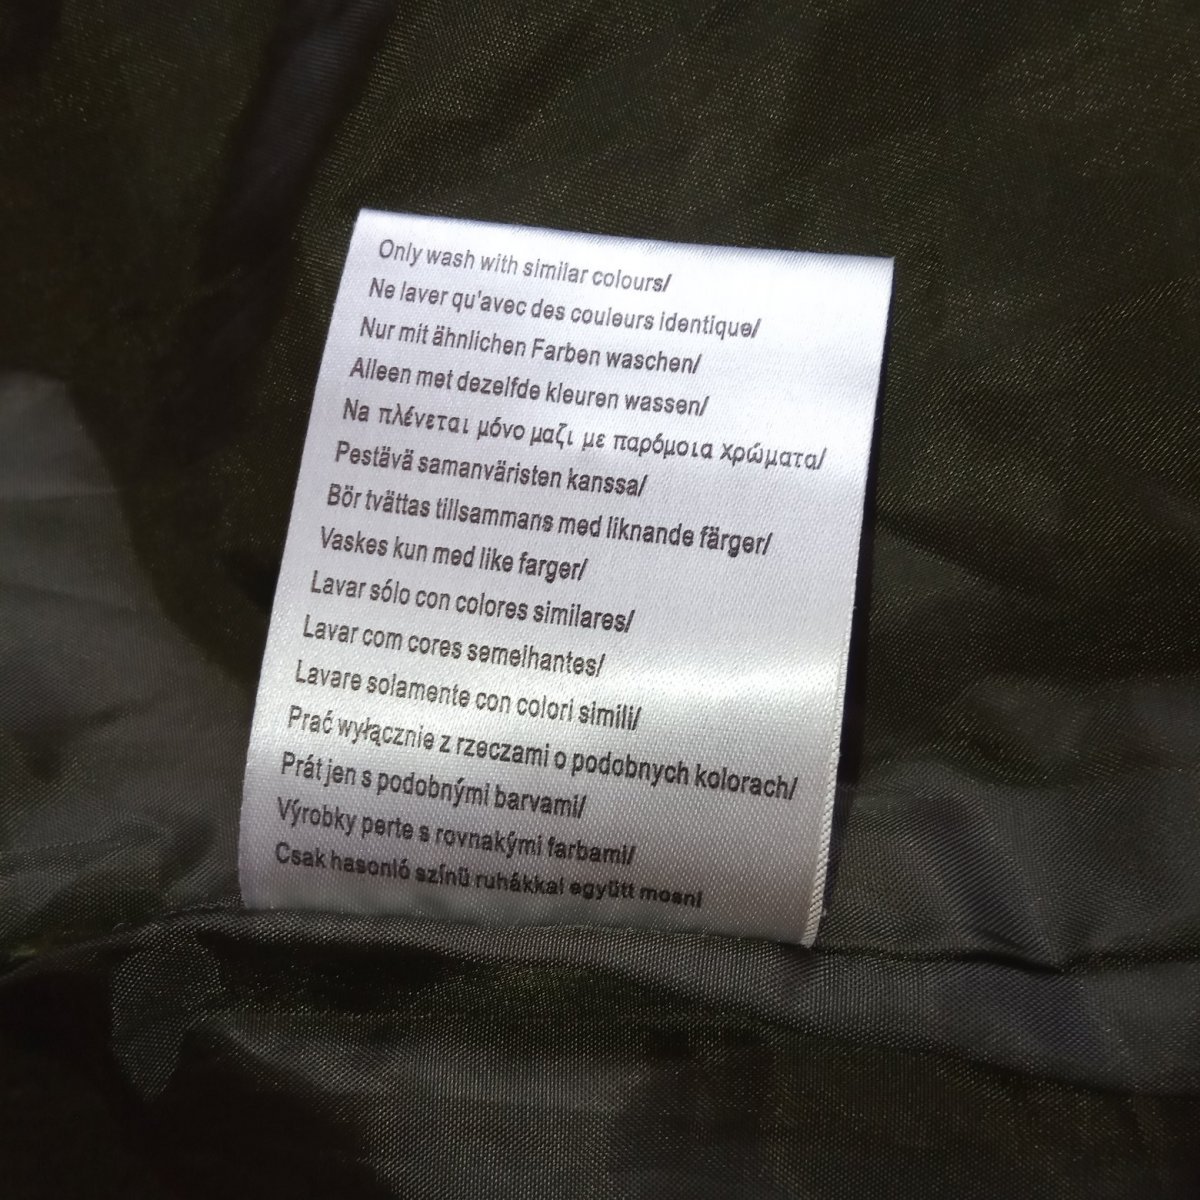 Only wash with similar colours/
Ne laver qu'avec des couleurs identique/
Nur mit ähnlichen Farben waschen/
Alleen met dezelfde kleuren wassen/
Να πλένεται μόνο μαζι με παρόμοια χρώματα/
Pestävä samanväristen kanssa/
Bör tvättas tillsammans med liknande färger/
Vaskes kun med like farger/
Lavar sólo con colores similares/
Lavar com cores semelhantes/
Lavare solamente con colori simili/
Prać wyłącznie z rzeczami o podobnych kolorach/
Prát jen s podobnými barvami/
Výrobky perte s rovnakými farbami/
Csak hasonló színü ruhákkal együtt mosni